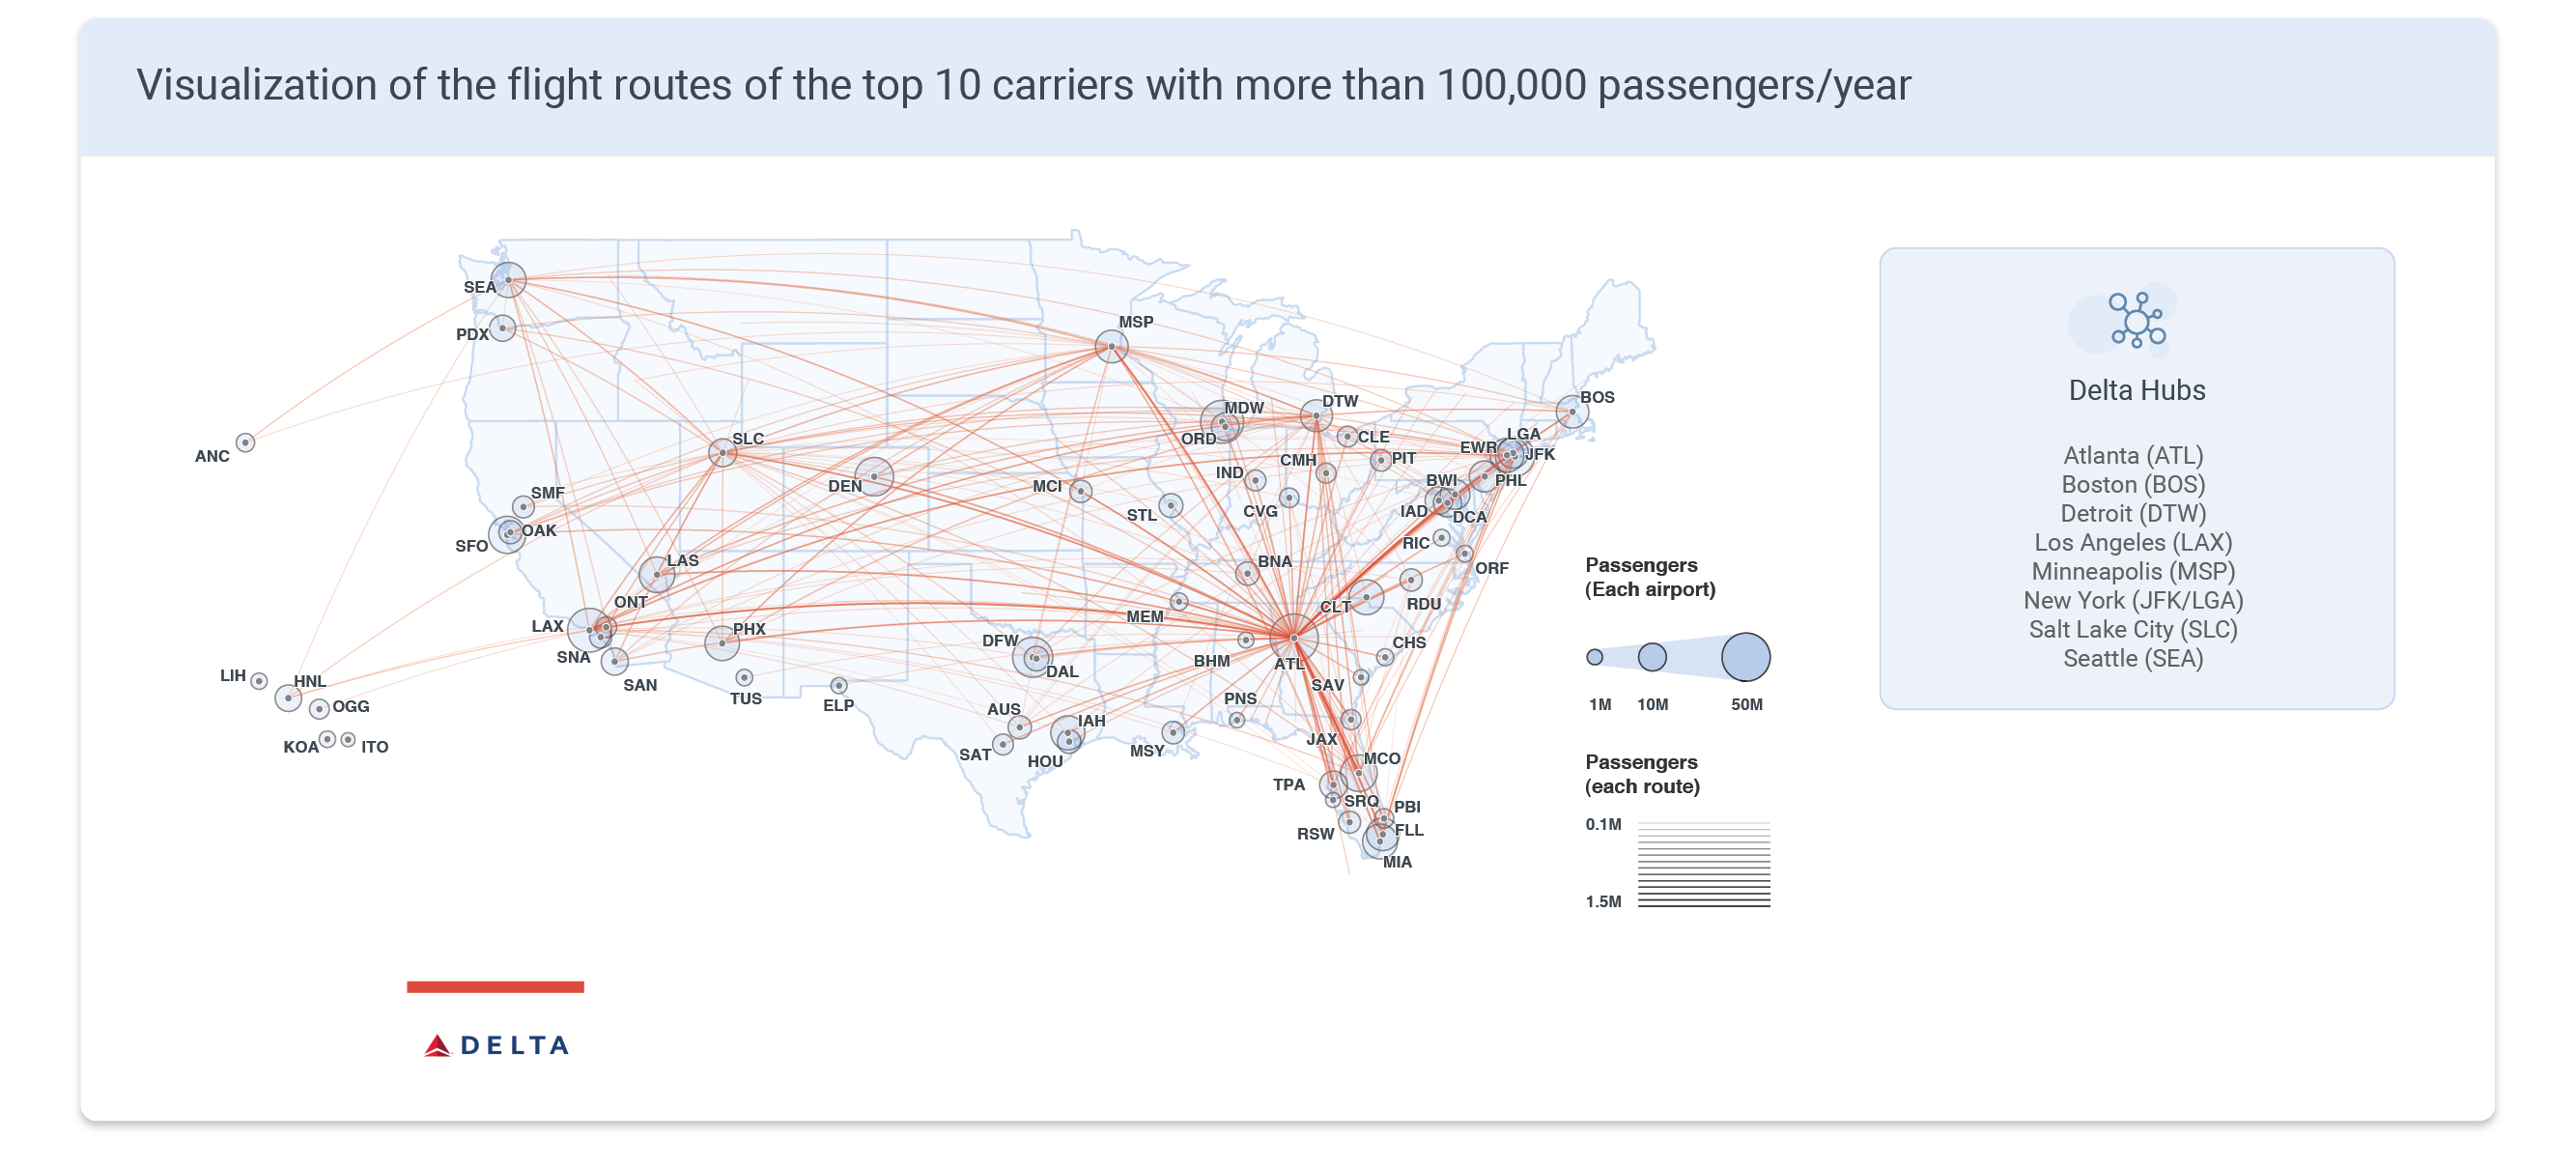 Visualization of the flight routes of the top 10 carriers with more than 100,000 passengers/year
SEA
PDX
MSP
ANC
SLC
DEN
SMF
OAK
SFO
LAS
ONT
LAX
SNA
SAN
PHX
TUS
ELP
LIH
HNL
OGG
KOA
ITO
MDW
ORD
DTW
CLE
IND
CMH
PIT
MCI
STL
CVG
BOS
LGA
EWR
JFK
BWI
PHL
IAD
DCA
RIC
ORF
BNA
MEM
CLT
RDU
DFW
DAL
BHM
ATL
CHS
SAV
AUS
IAH
SAT
HOU
MSY
PNS
JAX
MCO
TPA
SRQ
PBI
RSW
FLL
MIA
Passengers
(Each airport)
1M
10M
50M
Passengers
(each route)
0.1M
1.5M
Delta Hubs
Atlanta (ATL)
Boston (BOS)
Detroit (DTW)
Los Angeles (LAX)
Minneapolis (MSP)
New York (JFK/LGA)
Salt Lake City (SLC)
Seattle (SEA)
DELTA